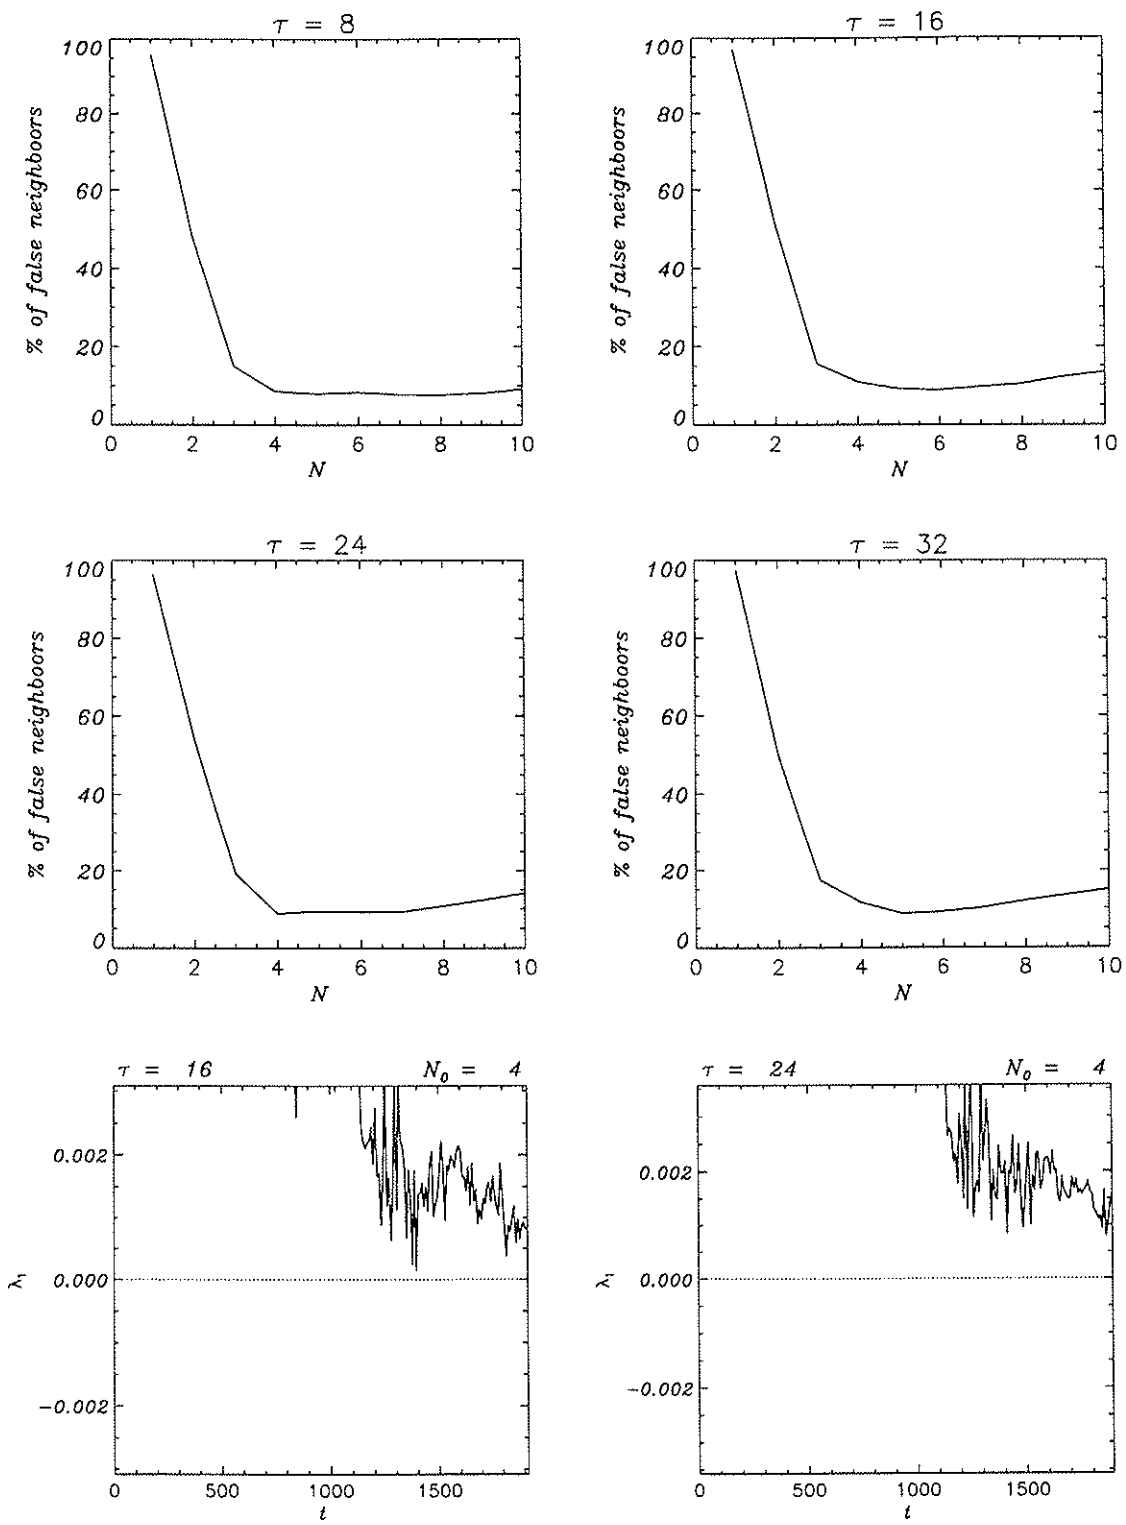 τ = 8
τ = 16
100
80
60
40
20
0
% of false neighboors
0 2 4 6 8 10
N
100
80
60
40
20
0
% of false neighboors
0 2 4 6 8 10
N
τ = 24
τ = 32
100
80
60
40
20
0
% of false neighboors
0 2 4 6 8 10
N
100
80
60
40
20
0
% of false neighboors
0 2 4 6 8 10
N
τ = 16 N₀ = 4
0.002
0.000
−0.002
λ₁
0 500 1000 1500
t
τ = 24 N₀ = 4
0.002
0.000
−0.002
λ₁
0 500 1000 1500
t